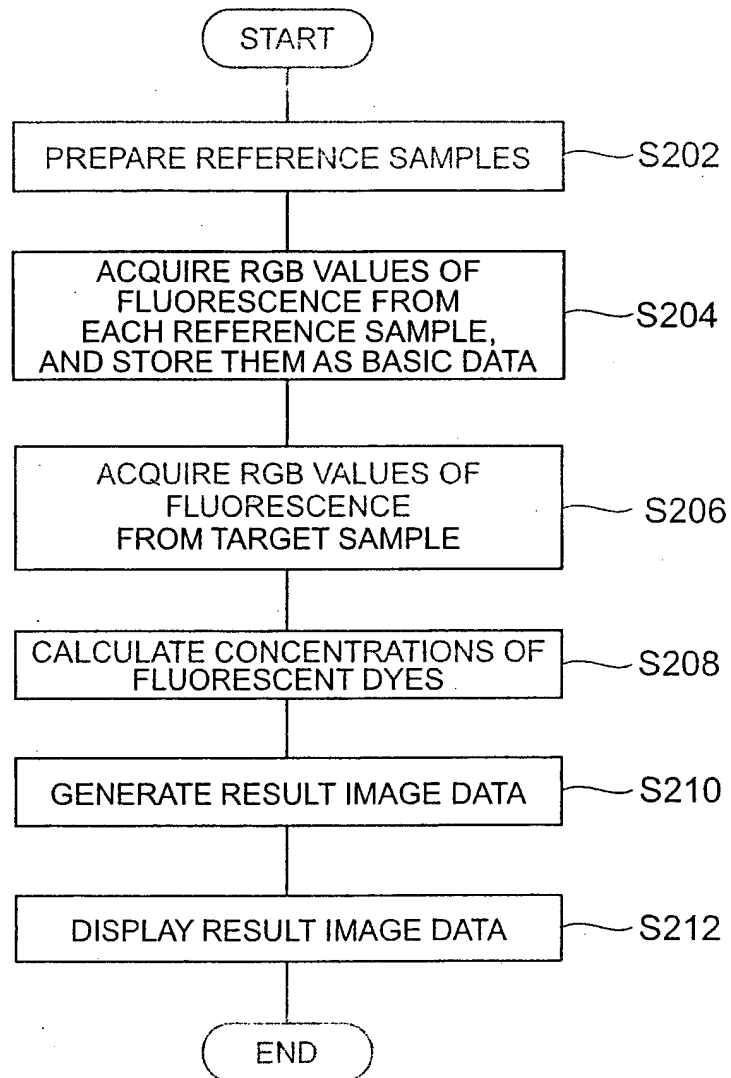 START
PREPARE REFERENCE SAMPLES
S202
ACQUIRE RGB VALUES OF
FLUORESCENCE FROM
EACH REFERENCE SAMPLE,
AND STORE THEM AS BASIC DATA
S204
ACQUIRE RGB VALUES OF
FLUORESCENCE
FROM TARGET SAMPLE
S206
CALCULATE CONCENTRATIONS OF
FLUORESCENT DYES
S208
GENERATE RESULT IMAGE DATA
S210
DISPLAY RESULT IMAGE DATA
S212
END